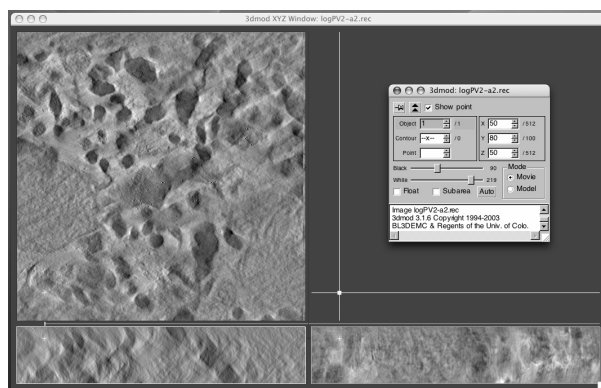 3dmod XYZ Window: logPV2-a2.rec
3dmod: logPV2-a2.rec
Show point
Object 1 /1
X 50 /512
Contour --x-- /0
Y 80 /100
Point
Z 50 /512
Black 90
White 219
Mode
Movie
Model
Float Subarea Auto
Image logPV2-a2.rec
3dmod 3.1.6 Copyright 1994-2003
BL3DEMC & Regents of the Univ. of Colo.